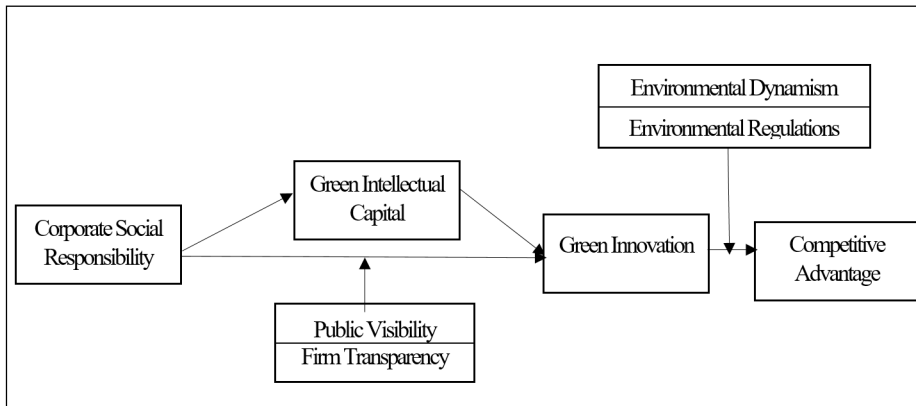 Environmental Dynamism
Environmental Regulations
Green Intellectual
Capital
Corporate Social
Responsibility
Green Innovation
Competitive
Advantage
Public Visibility
Firm Transparency